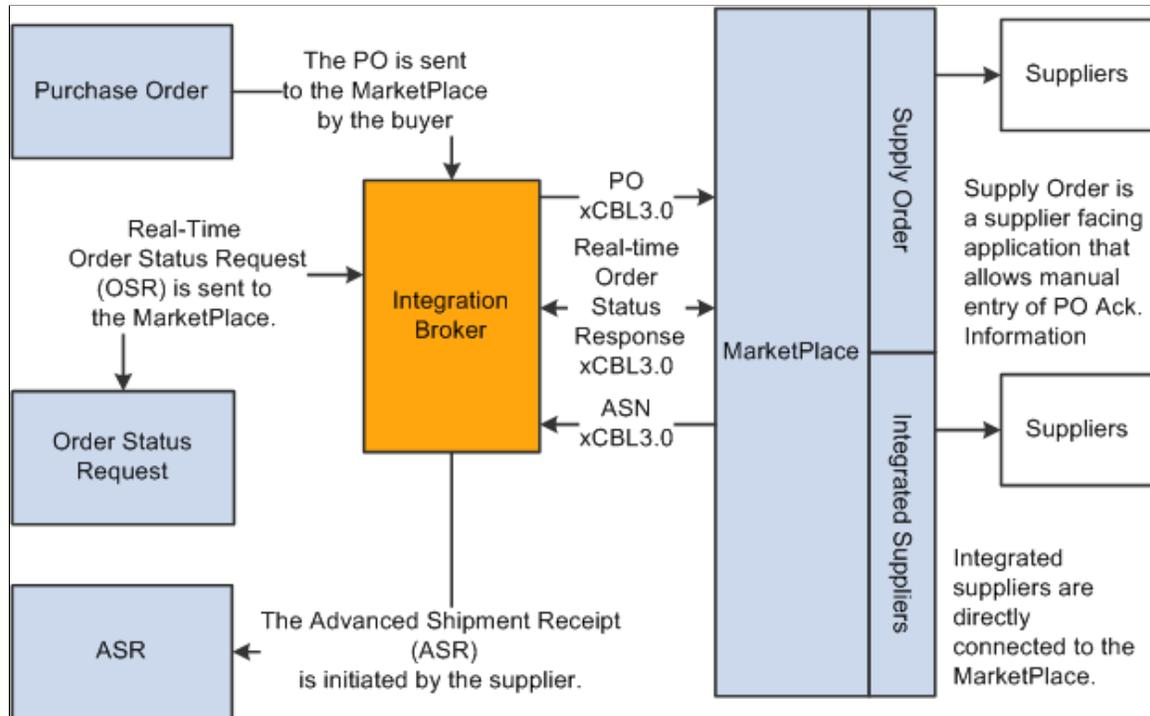 Purchase Order
The PO is sent
to the MarketPlace
by the buyer
Real-Time
Order Status Request
(OSR) is sent to
the MarketPlace.
Order Status
Request
ASR
The Advanced Shipment Receipt
(ASR)
is initiated by the supplier.
Integration
Broker
PO
xCBL3.0
Real-time
Order
Status
Response
xCBL3.0
ASN
xCBL3.0
MarketPlace
Supply Order
Integrated Suppliers
Suppliers
Supply Order is
a supplier facing
application that
allows manual
entry of PO Ack.
Information
Suppliers
Integrated
suppliers are
directly
connected to the
MarketPlace.